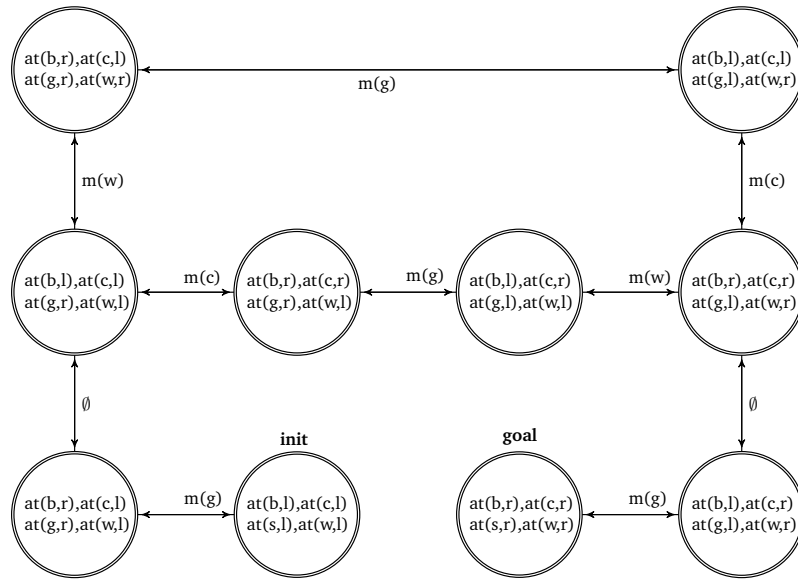 at(b,r),at(c,l)
at(g,r),at(w,r)
m(g)
at(b,l),at(c,l)
at(g,l),at(w,r)
m(w)
m(c)
at(b,l),at(c,l)
at(g,r),at(w,l)
m(c)
at(b,r),at(c,r)
at(g,r),at(w,l)
m(g)
at(b,l),at(c,r)
at(g,l),at(w,l)
m(w)
at(b,r),at(c,r)
at(g,l),at(w,r)
∅
∅
init
goal
at(b,r),at(c,l)
at(g,r),at(w,l)
m(g)
at(b,l),at(c,l)
at(s,l),at(w,l)
at(b,r),at(c,r)
at(s,r),at(w,r)
m(g)
at(b,l),at(c,r)
at(g,l),at(w,r)